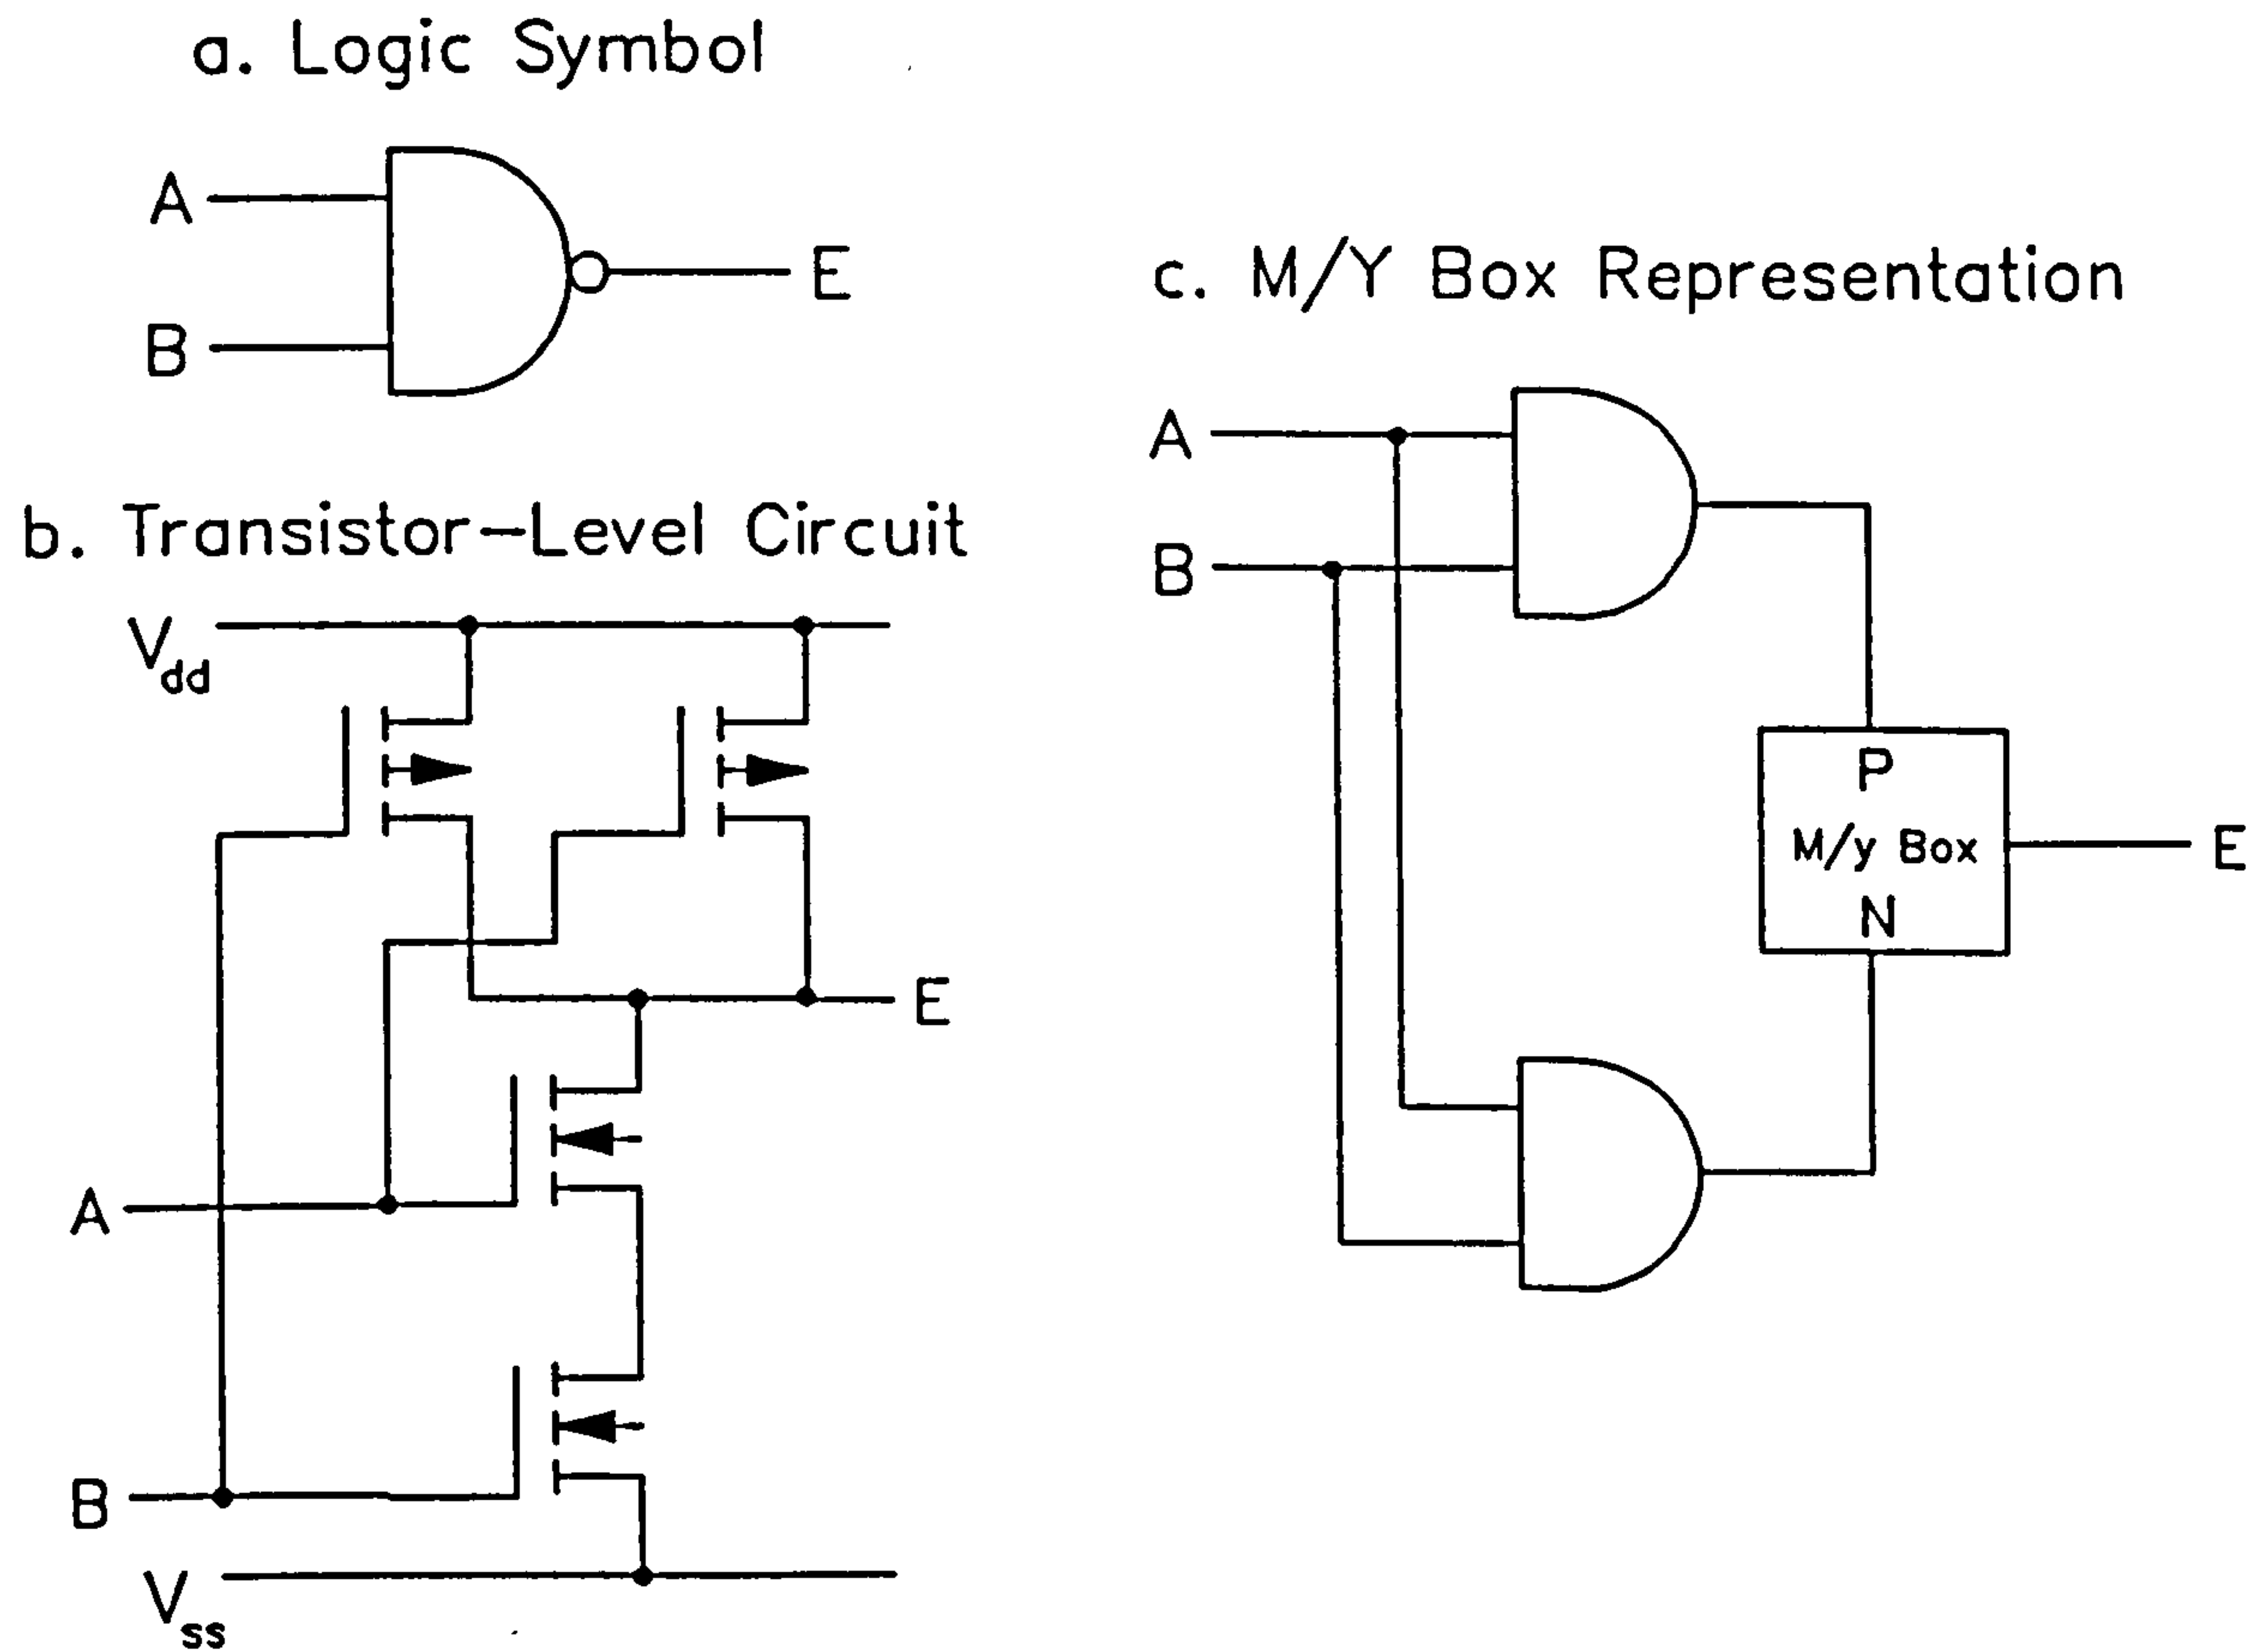 a. Logic Symbol
A
B
E
b. Transistor-Level Circuit
Vdd
E
A
B
Vss
c. M/Y Box Representation
A
B
P
M/y Box
N
E